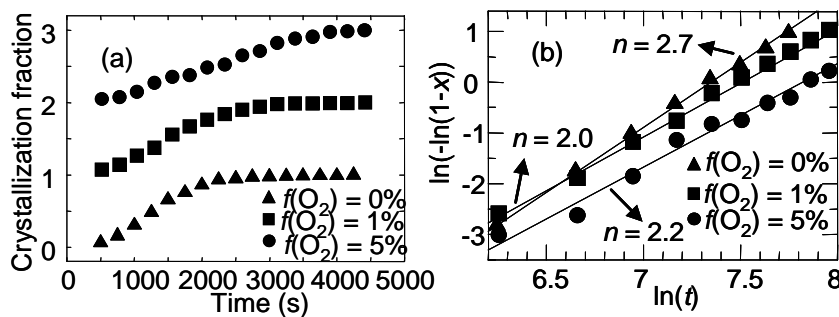 (a)
Crystallization fraction
3
2
1
0
f(O2) = 0%
f(O2) = 1%
f(O2) = 5%
0 1000 2000 3000 4000 5000
Time (s)
(b)
ln(-ln(1-x))
1
0
-1
-2
-3
n = 2.7
n = 2.0
n = 2.2
f(O2) = 0%
f(O2) = 1%
f(O2) = 5%
6.5 7 7.5 8
ln(t)